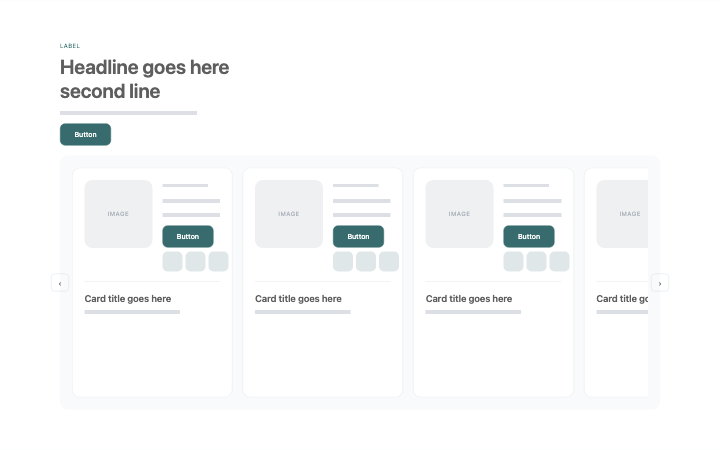 LABEL
Headline goes here
second line
Button
IMAGE
Button
Card title goes here
IMAGE
Button
Card title goes here
IMAGE
Button
Card title goes here
IMAGE
Card title go
‹
›